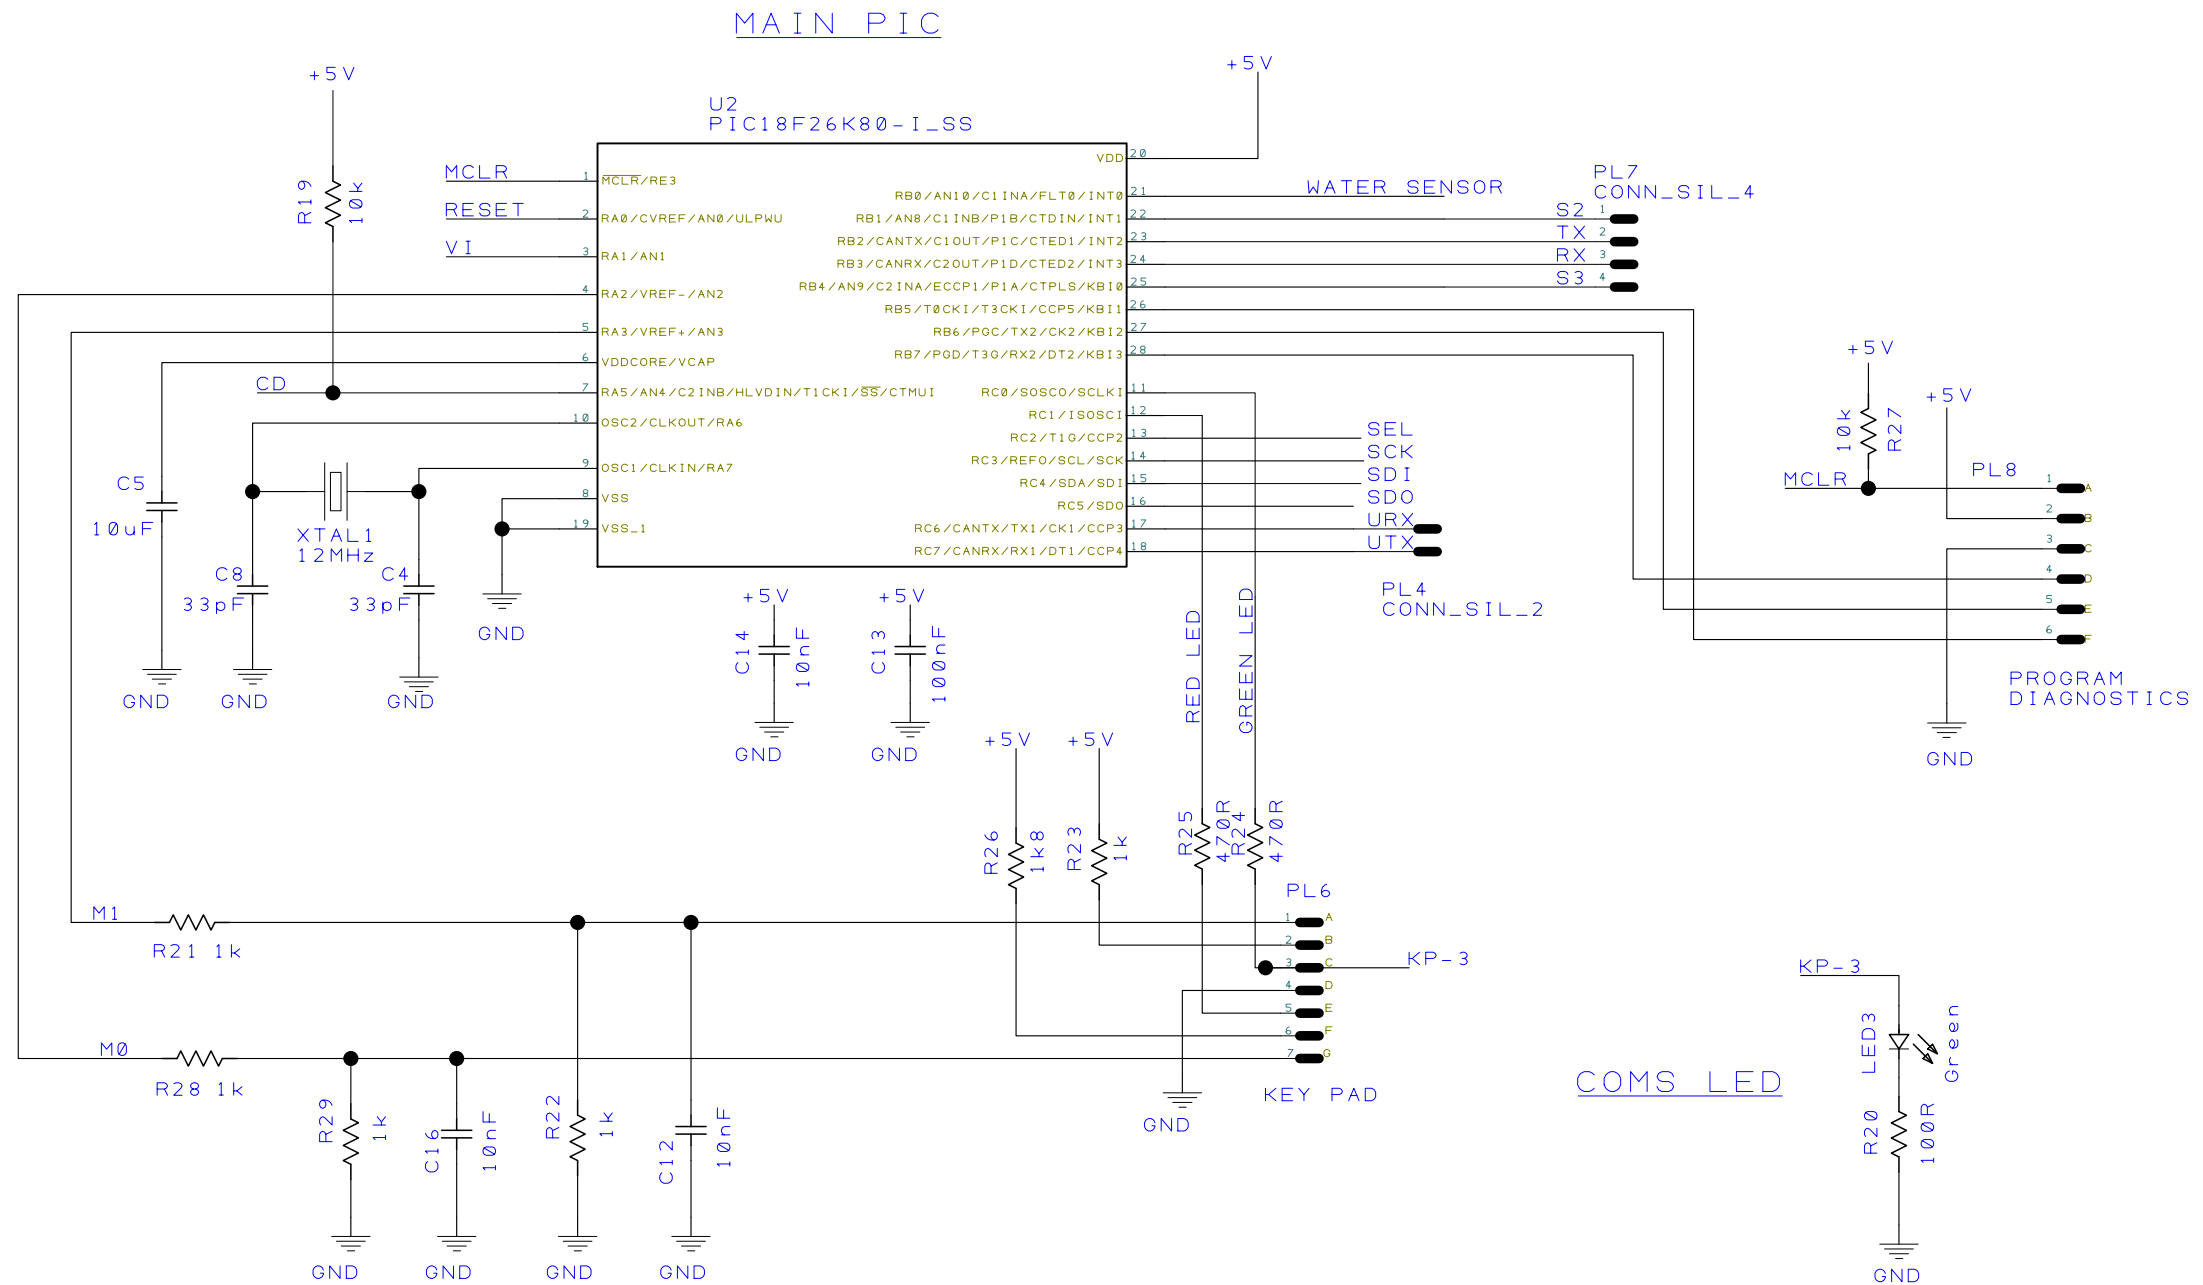 MAIN PIC
+5V
+5V
U2
PIC18F26K80-I_SS
R19
10k
MCLR
RESET
VI
CD
1
2
3
4
5
6
7
10
9
8
19
MCLR/RE3
RA0/CVREF/AN0/ULPWU
RA1/AN1
RA2/VREF-/AN2
RA3/VREF+/AN3
VDDCORE/VCAP
RA5/AN4/C2INB/HLVDIN/T1CKI/SS/CTMUI
OSC2/CLKOUT/RA6
OSC1/CLKIN/RA7
VSS
VSS_1
VDD
RB0/AN10/C1INA/FLT0/INT0
RB1/AN8/C1INB/P1B/CTDIN/INT1
RB2/CANTX/C1OUT/P1C/CTED1/INT2
RB3/CANRX/C2OUT/P1D/CTED2/INT3
RB4/AN9/C2INA/ECCP1/P1A/CTPLS/KBI0
RB5/T0CKI/T3CKI/CCP5/KBI1
RB6/PGC/TX2/CK2/KBI2
RB7/PGD/T3G/RX2/DT2/KBI3
RC0/SOSCO/SCLKI
RC1/ISOSCI
RC2/T1G/CCP2
RC3/REFO/SCL/SCK
RC4/SDA/SDI
RC5/SDO
RC6/CANTX/TX1/CK1/CCP3
RC7/CANRX/RX1/DT1/CCP4
20
21
22
23
24
25
26
27
28
11
12
13
14
15
16
17
18
WATER SENSOR
PL7
CONN_SIL_4
S2 1
TX 2
RX 3
S3 4
SEL
SCK
SDI
SDO
URX
UTX
PL4
CONN_SIL_2
+5V
10k
R27
+5V
MCLR
PL8
1 A
2 B
3 C
4 D
5 E
6 F
PROGRAM
DIAGNOSTICS
GND
C5
10uF
XTAL1
12MHz
C8
33pF
C4
33pF
GND
GND
GND
GND
+5V
C14
10nF
GND
+5V
C13
100nF
GND
RED LED
GREEN LED
+5V
+5V
R26
1k8
R23
1k
R25
470R
R24
470R
PL6
1 A
2 B
3 C
4 D
5 E
6 F
7 G
KP-3
KEY PAD
GND
M1
R21 1k
M0
R28 1k
R29
1k
C16
10nF
R22
1k
C12
10nF
GND
GND
GND
GND
KP-3
LED3
Green
COMS LED
R20
100R
GND